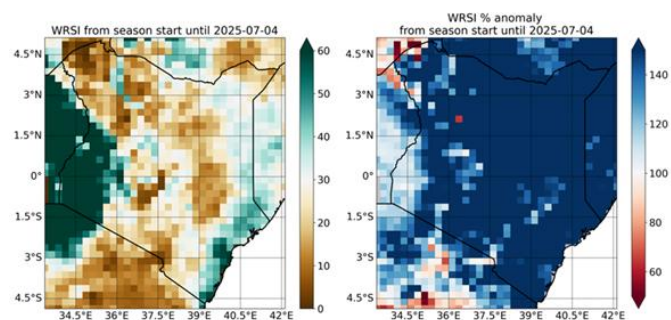 WRSI from season start until 2025-07-04
4.5°N
3°N
1.5°N
0°
1.5°S
3°S
4.5°S
34.5°E 36°E 37.5°E 39°E 40.5°E
60
50
40
30
20
10
0
WRSI % anomaly
from season start until 2025-07-04
4.5°N
3°N
1.5°N
0°
1.5°S
3°S
4.5°S
34.5°E 36°E 37.5°E 39°E 40.5°E
140
120
100
80
60